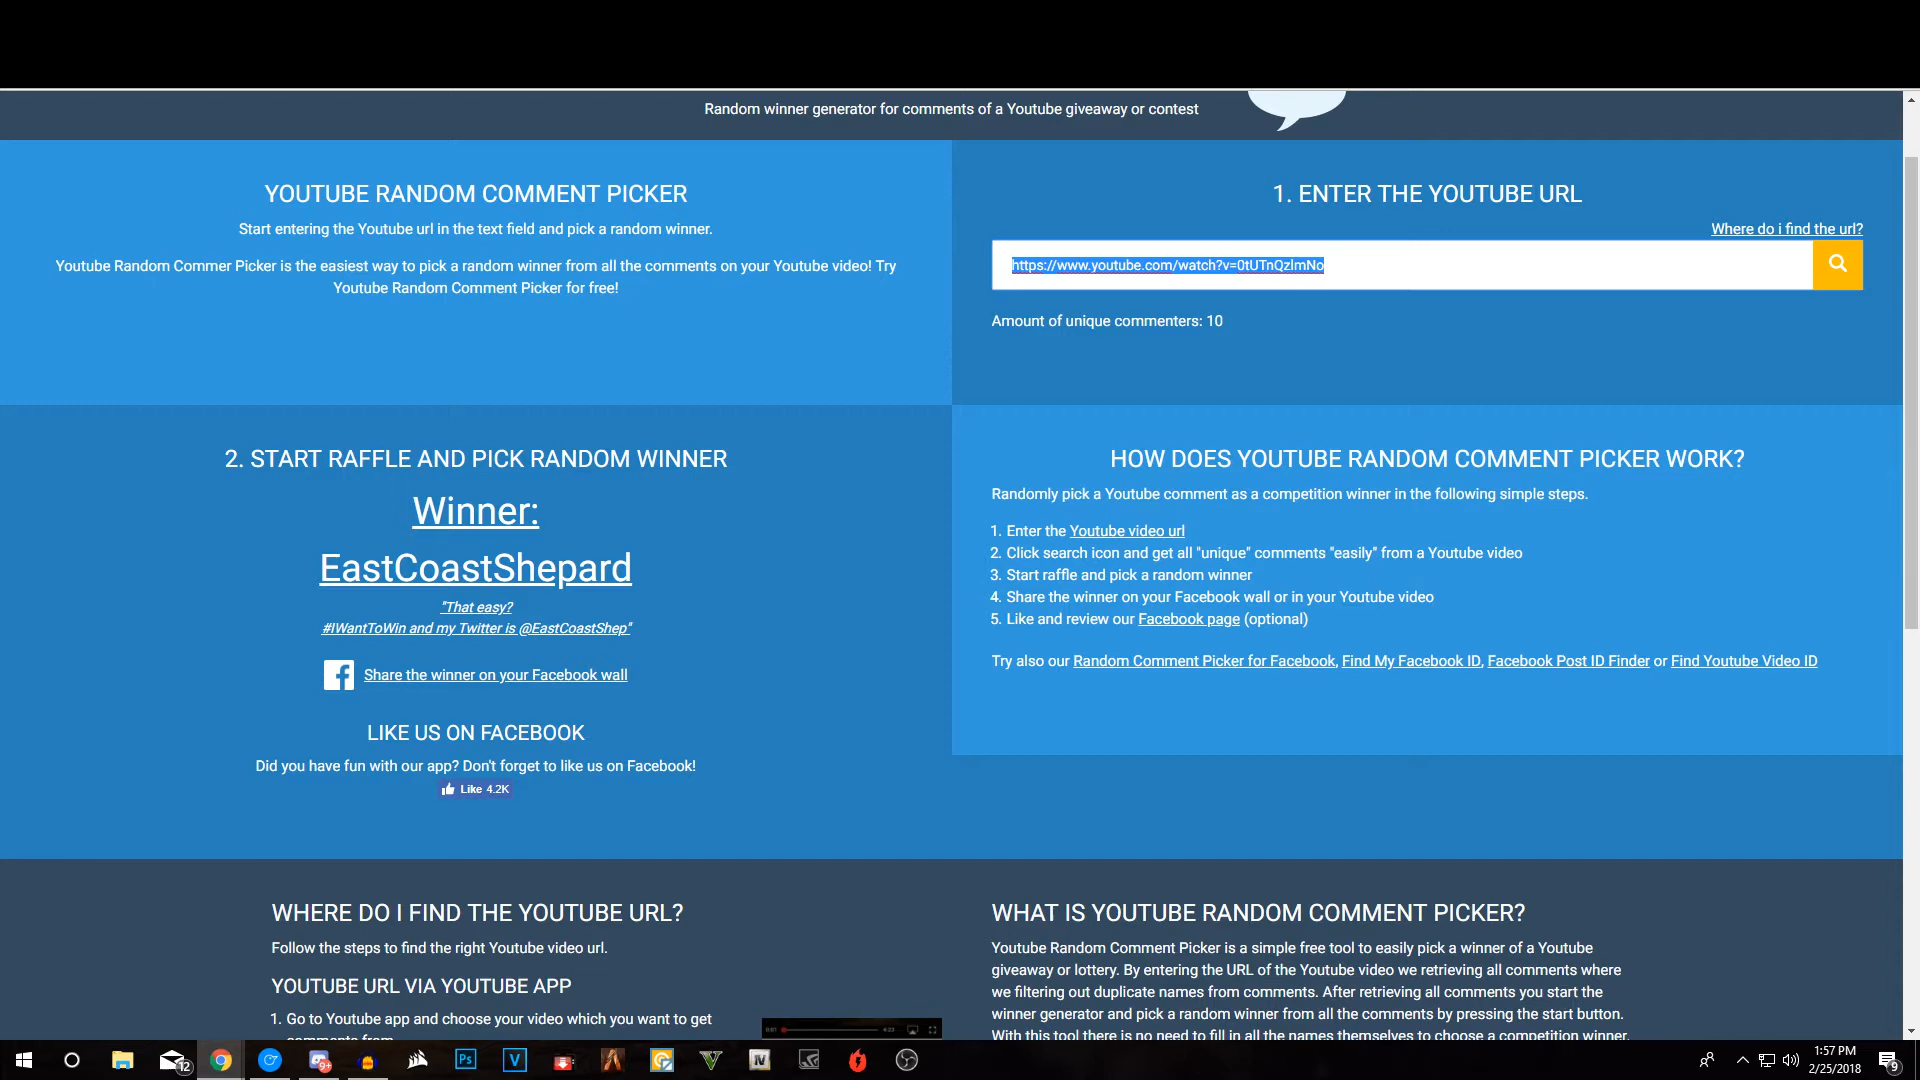 Random winner generator for comments of a Youtube giveaway or contest
YOUTUBE RANDOM COMMENT PICKER
Start entering the Youtube url in the text field and pick a random winner.
Youtube Random Commer Picker is the easiest way to pick a random winner from all the comments on your Youtube video! Try
Youtube Random Comment Picker for free!
1. ENTER THE YOUTUBE URL
Where do i find the url?
https://www.youtube.com/watch?v=0tUTnQzlmNo
Amount of unique commenters: 10
2. START RAFFLE AND PICK RANDOM WINNER
Winner:
EastCoastShepard
"That easy?
#IWantToWin and my Twitter is @EastCoastShep"
Share the winner on your Facebook wall
LIKE US ON FACEBOOK
Did you have fun with our app? Don't forget to like us on Facebook!
Like 4.2K
HOW DOES YOUTUBE RANDOM COMMENT PICKER WORK?
Randomly pick a Youtube comment as a competition winner in the following simple steps.
1. Enter the Youtube video url
2. Click search icon and get all "unique" comments "easily" from a Youtube video
3. Start raffle and pick a random winner
4. Share the winner on your Facebook wall or in your Youtube video
5. Like and review our Facebook page (optional)
Try also our Random Comment Picker for Facebook, Find My Facebook ID, Facebook Post ID Finder or Find Youtube Video ID
WHERE DO I FIND THE YOUTUBE URL?
Follow the steps to find the right Youtube video url.
YOUTUBE URL VIA YOUTUBE APP
1. Go to Youtube app and choose your video which you want to get
comments from.
WHAT IS YOUTUBE RANDOM COMMENT PICKER?
Youtube Random Comment Picker is a simple free tool to easily pick a winner of a Youtube
giveaway or lottery. By entering the URL of the Youtube video we retrieving all comments where
we filtering out duplicate names from comments. After retrieving all comments you start the
winner generator and pick a random winner from all the comments by pressing the start button.
With this tool there is no need to fill in all the names themselves to choose a competition winner.
12
9+
Ps
V
V
IV
1:57 PM
2/25/2018
9